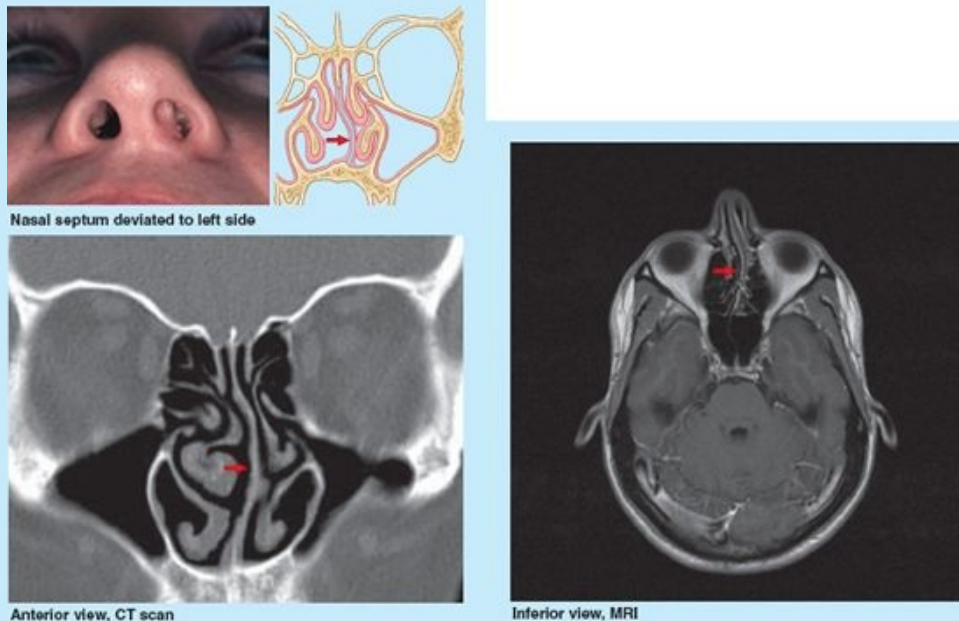 Nasal septum deviated to left side
Anterior view, CT scan
Inferior view, MRI